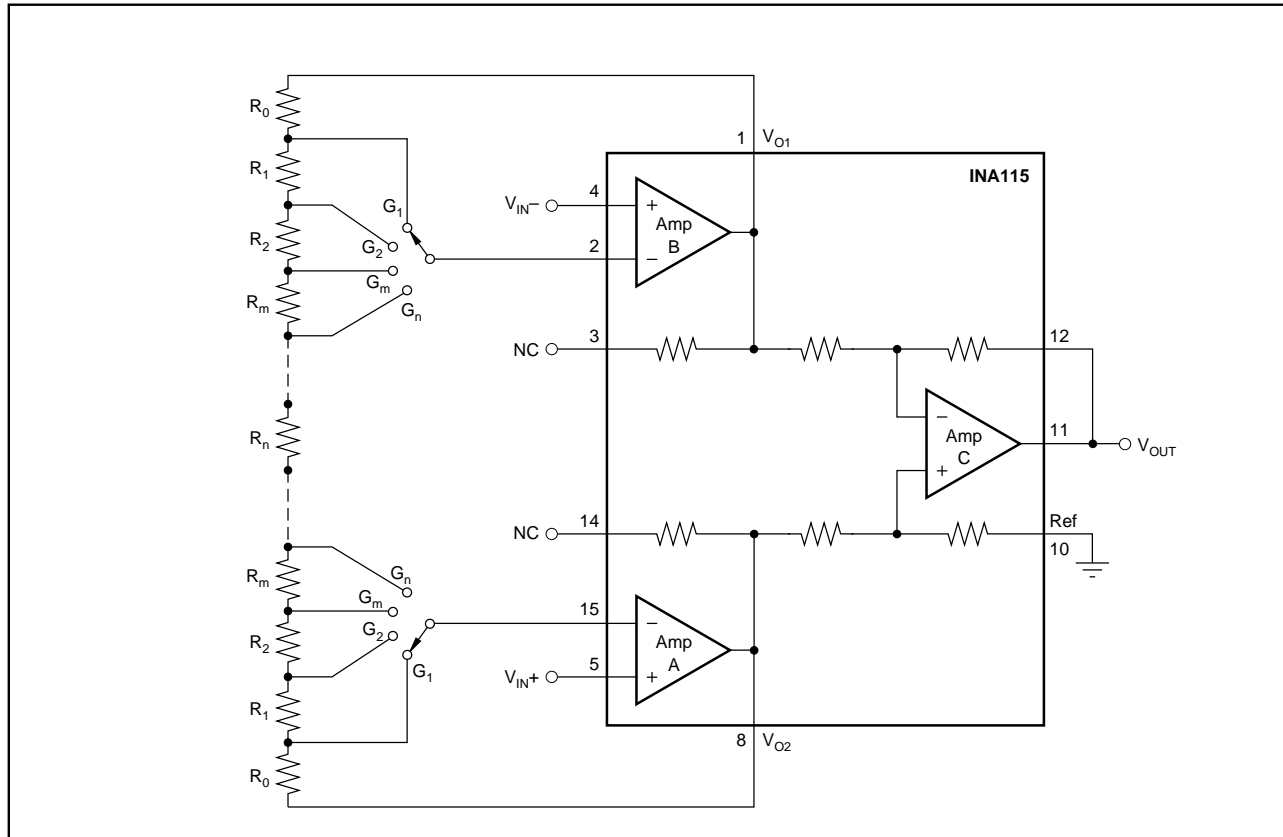 R0
1 VO1
R1
INA115
G1
4
VIN–
+
Amp
B
2
–
R2
G2
Gm
Rm
Gn
3
NC
12
Rn
–
Amp
C
+
11
VOUT
14
NC
Ref
10
Rm
Gn
Gm
15
–
R2
G2
Amp
A
G1
5
VIN+
+
R1
8 VO2
R0